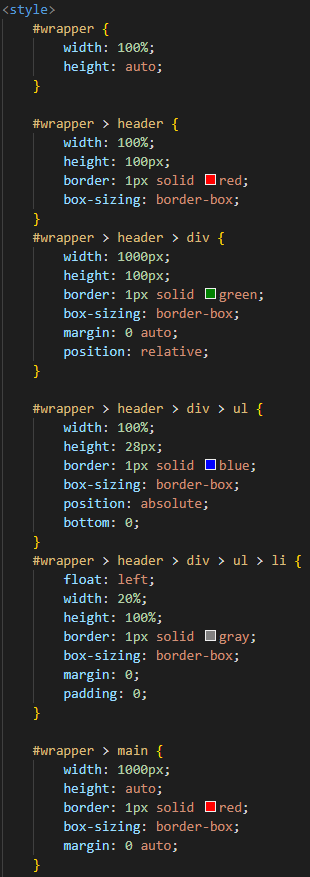 <style>
#wrapper {
width: 100%;
height: auto;
}
#wrapper > header {
width: 100%;
height: 100px;
border: 1px solid red;
box-sizing: border-box;
}
#wrapper > header > div {
width: 1000px;
height: 100px;
border: 1px solid green;
box-sizing: border-box;
margin: 0 auto;
position: relative;
}
#wrapper > header > div > ul {
width: 100%;
height: 28px;
border: 1px solid blue;
box-sizing: border-box;
position: absolute;
bottom: 0;
}
#wrapper > header > div > ul > li {
float: left;
width: 20%;
height: 100%;
border: 1px solid gray;
box-sizing: border-box;
margin: 0;
padding: 0;
}
#wrapper > main {
width: 1000px;
height: auto;
border: 1px solid red;
box-sizing: border-box;
margin: 0 auto;
}